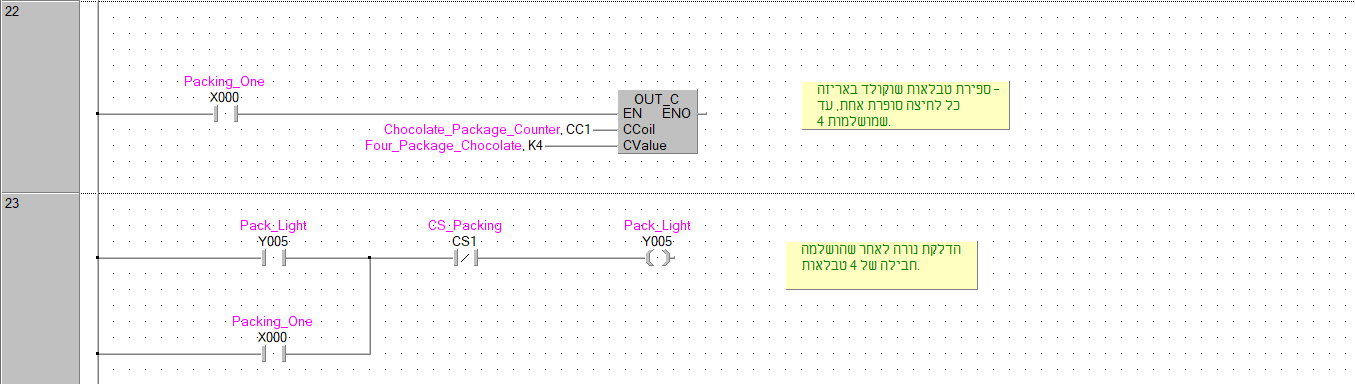 22
Packing_One
X000
OUT_C
EN ENO
Chocolate_Package_Counter, CC1 CCoil
Four_Package_Chocolate, K4 CValue
- ספירת טבלאות שוקולד באריזה
כל לחיצה סופרת אחת, עד
שמושלמות 4.
23
Pack_Light
Y005
CS_Packing
CS1
Pack_Light
Y005
הדלקת נורה לאחר שהושלמה
חבילה של 4 טבלאות.
Packing_One
X000